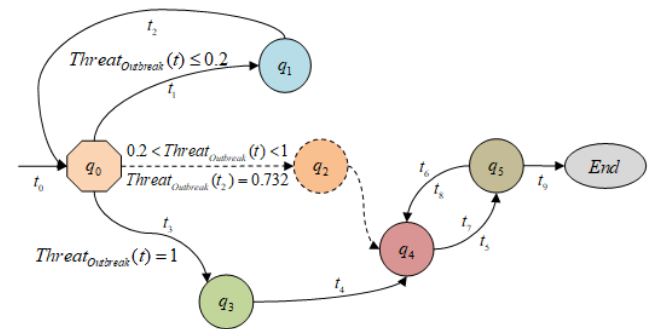 t₂
Threat_Outbreak(t) ≤ 0.2
q₁
t₁
0.2 < Threat_Outbreak(t) < 1
q₀
q₂
q₅
End
t₀
Threat_Outbreak(t₂) = 0.732
t₆
t₈
t₉
t₃
t₇
t₅
q₄
Threat_Outbreak(t) = 1
t₄
q₃